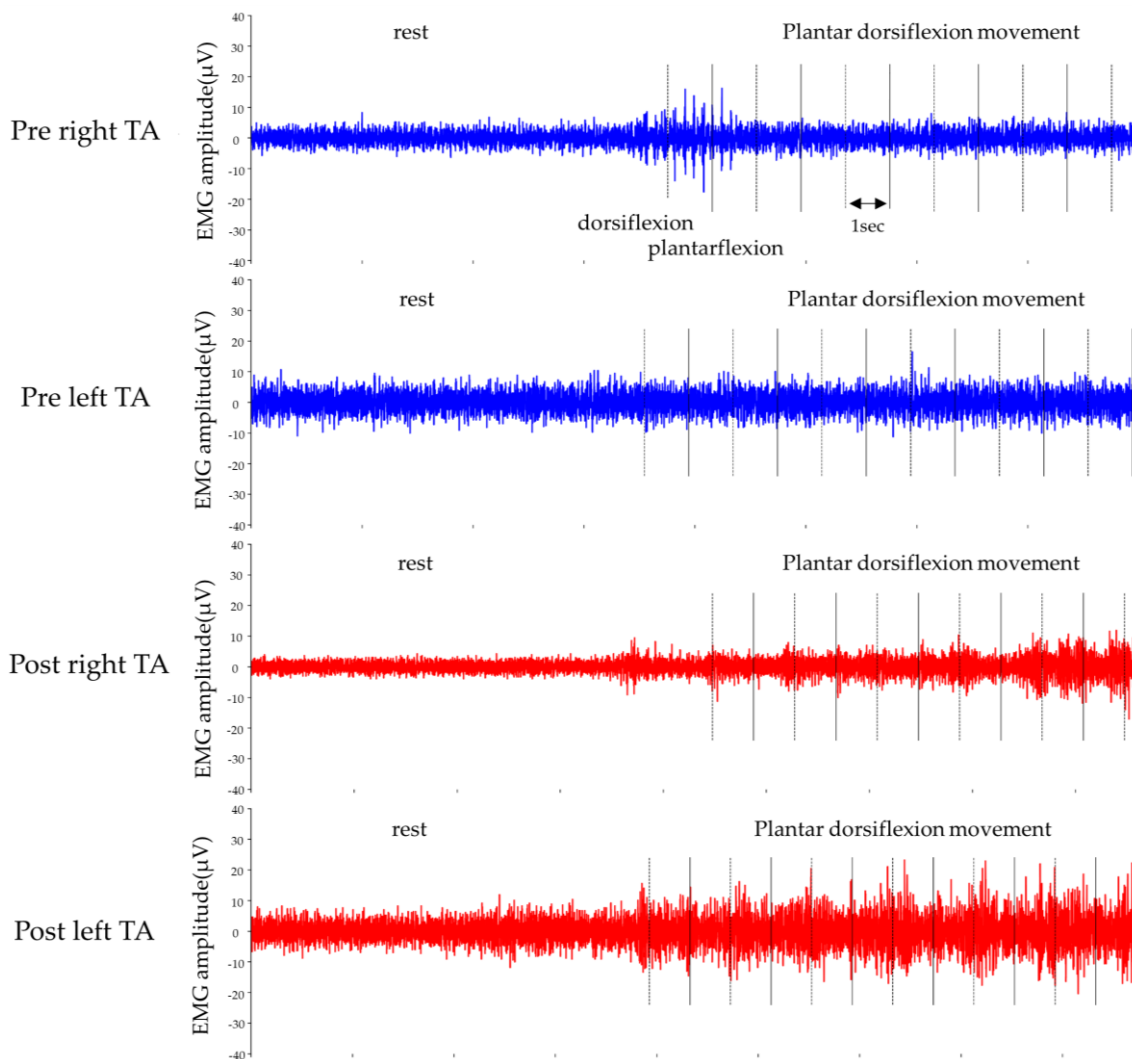 rest
Plantar dorsiflexion movement
Pre right TA
EMG amplitude(μV)
40
30
20
10
0
-10
-20
-30
-40
dorsiflexion
plantarflexion
1sec
rest
Plantar dorsiflexion movement
Pre left TA
EMG amplitude(μV)
40
30
20
10
0
-10
-20
-30
-40
rest
Plantar dorsiflexion movement
Post right TA
EMG amplitude(μV)
40
30
20
10
0
-10
-20
-30
-40
rest
Plantar dorsiflexion movement
Post left TA
EMG amplitude(μV)
40
30
20
10
0
-10
-20
-30
-40